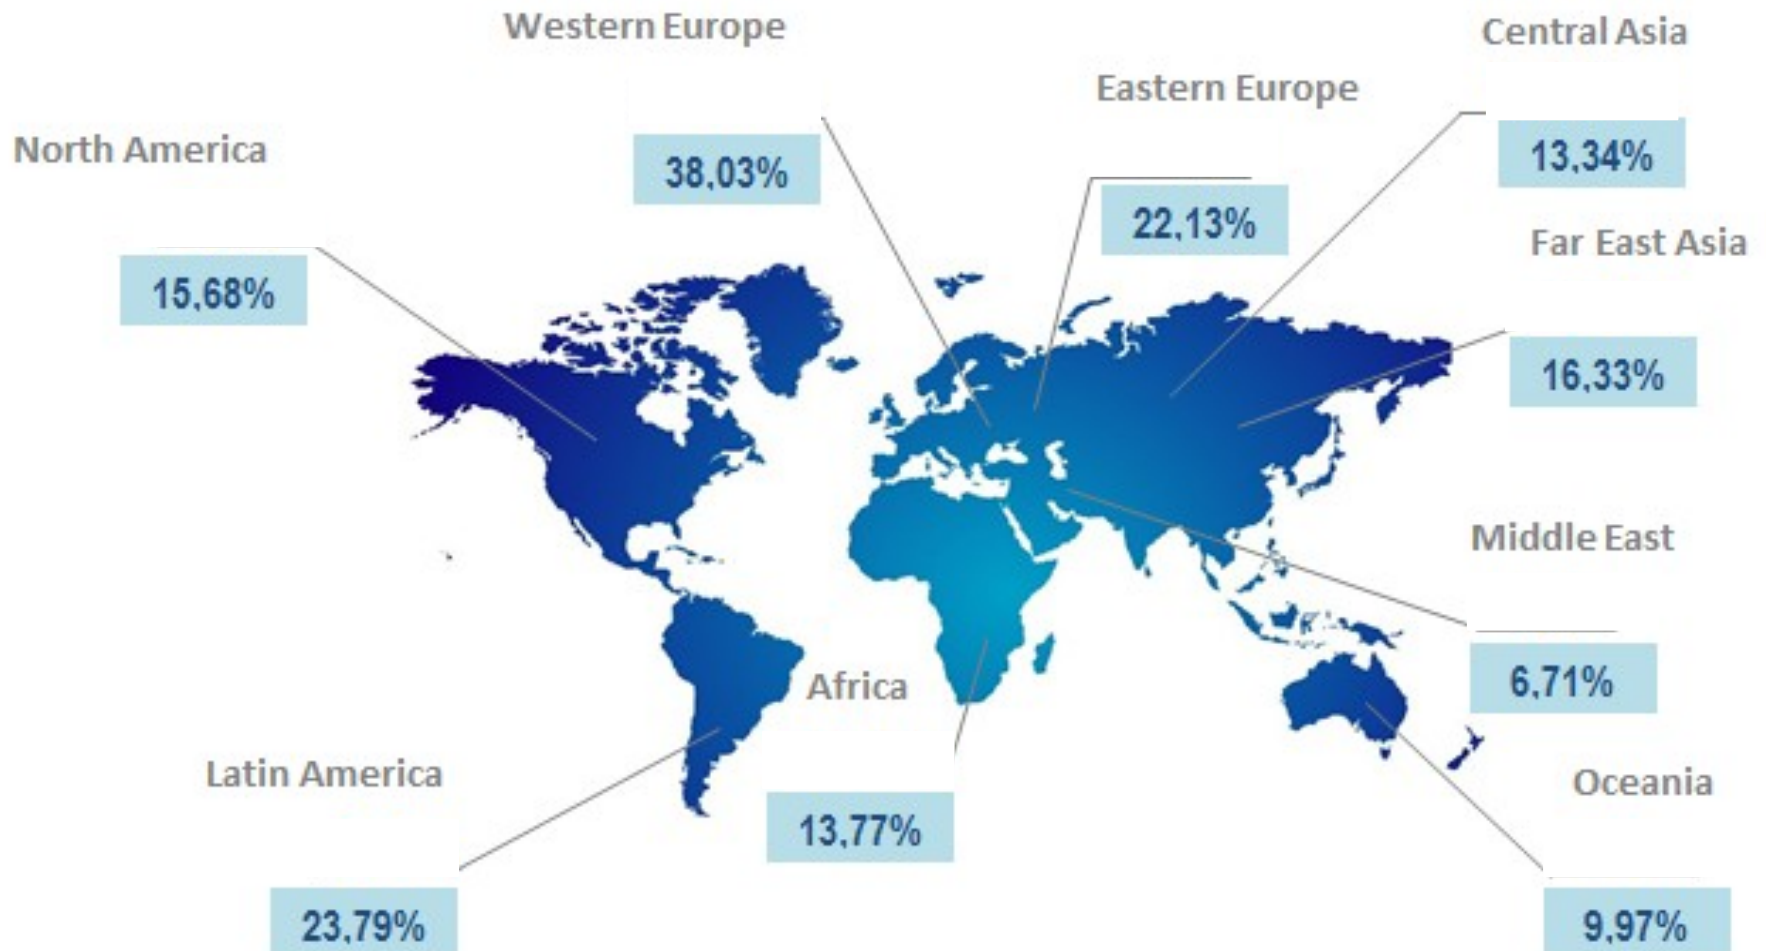 Western Europe
38,03%
Central Asia
13,34%
Eastern Europe
22,13%
North America
15,68%
Far East Asia
16,33%
Middle East
6,71%
Africa
13,77%
Latin America
23,79%
Oceania
9,97%